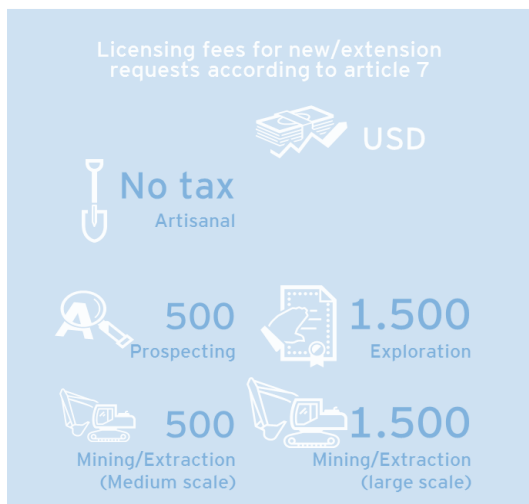 Licensing fees for new/extension
requests according to article 7
USD
No tax
Artisanal
500
Prospecting
1.500
Exploration
500
Mining/Extraction
(Medium scale)
1.500
Mining/Extraction
(large scale)